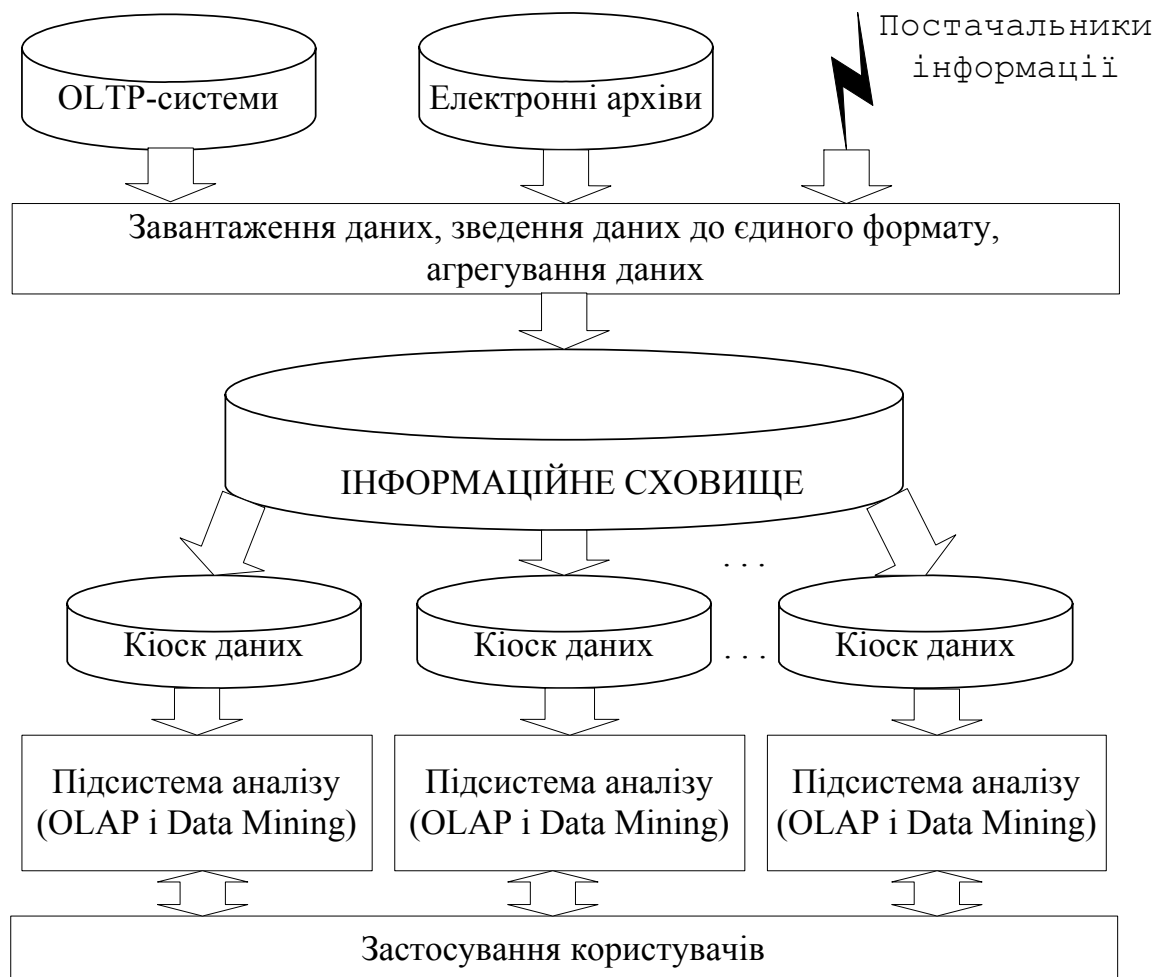 OLTP-системи
Електронні архіви
Постачальники
інформації
Завантаження даних, зведення даних до єдиного формату,
агрегування даних
ІНФОРМАЦІЙНЕ СХОВИЩЕ
. . .
Кіоск даних
Кіоск даних
. . .
Кіоск даних
Підсистема аналізу
(OLAP і Data Mining)
Підсистема аналізу
(OLAP і Data Mining)
Підсистема аналізу
(OLAP і Data Mining)
Застосування користувачів